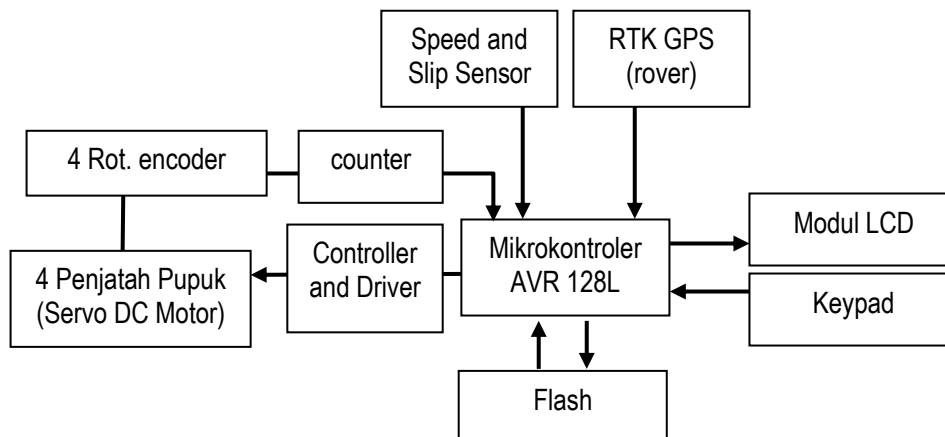 Speed and
Slip Sensor
RTK GPS
(rover)
4 Rot. encoder
counter
Modul LCD
Mikrokontroler
AVR 128L
Controller
and Driver
4 Penjatah Pupuk
(Servo DC Motor)
Keypad
Flash